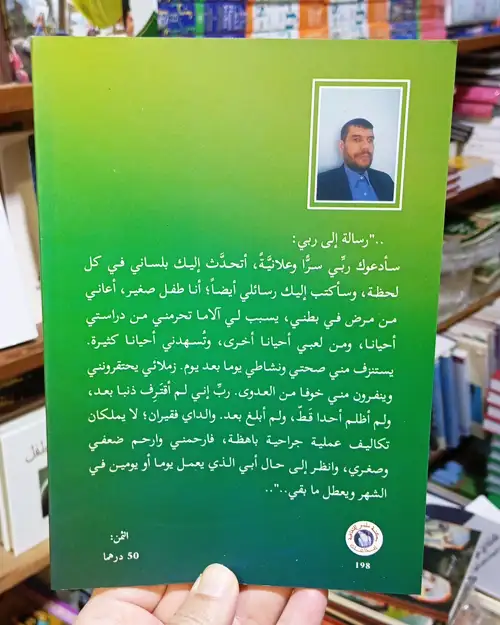 .."رسالة إلى ربي:
سأدعوك ربِّي سرًّا وعلانيَّةً، أتحدَّث إليك بلساني في كل
لحظة، وسأكتب إليك رسائلي أيضاً؛ أنا طفل صغير، أعاني
من مرض في بطني، يسبب لي آلاما تحرمني من دراستي
أحيانا، ومن لعبي أحيانا أخرى، وتُسهدني أحيانا كثيرة.
يستنزف مني صحتي ونشاطي يوما بعد يوم. زملائي يحتقرونني
وينفرون مني خوفا من العدوى. ربِّ إني لم أقتَرِف ذنبا بعد،
ولم أظلم أحدا قَطّ، ولم أبلغ بعد. والداي فقيران؛ لا يملكان
تكاليف عملية جراحية باهظة، فارحمني وارحم ضعفي
وصغري، وانظر إلى حال أبي الذي يعمل يوما أو يومين في
الشهر ويعطل ما بقي..".. 
الثمن:
50 درهما
198